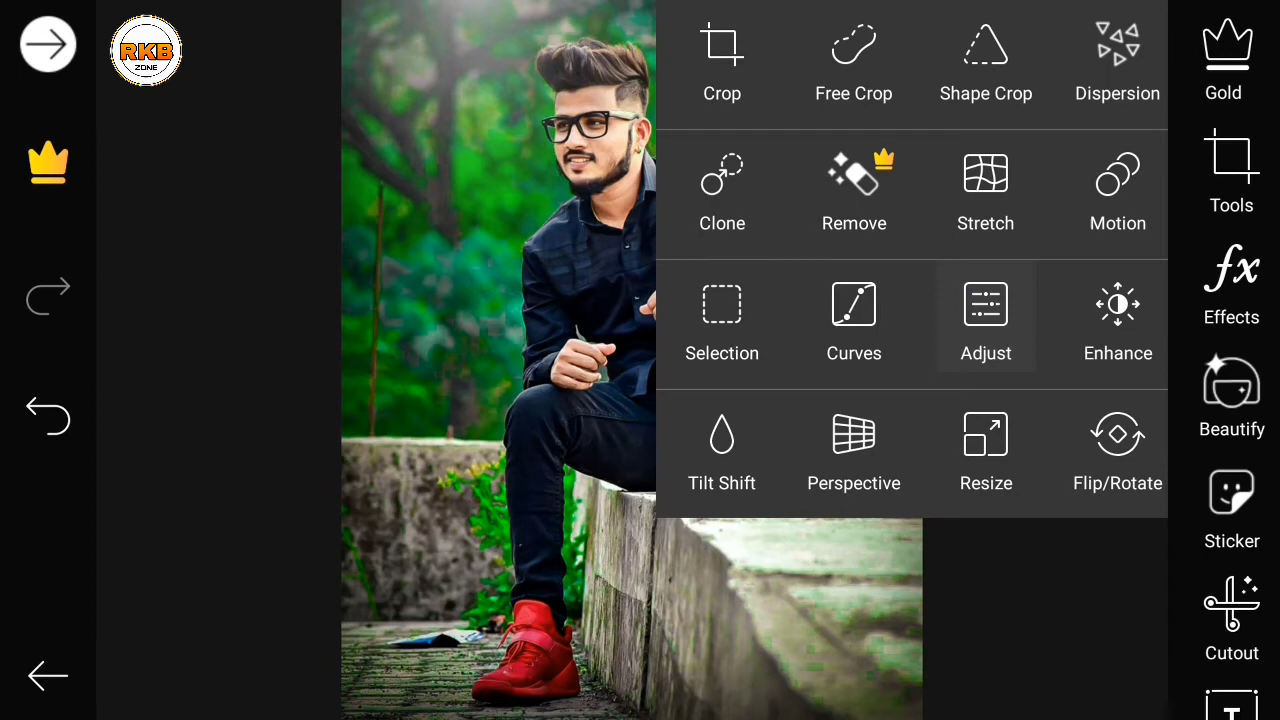 RKB
ZONE
Crop
Free Crop
Shape Crop
Dispersion
Clone
Remove
Stretch
Motion
Selection
Curves
Adjust
Enhance
Tilt Shift
Perspective
Resize
Flip/Rotate
Gold
Tools
fx
Effects
Beautify
Sticker
Cutout
T